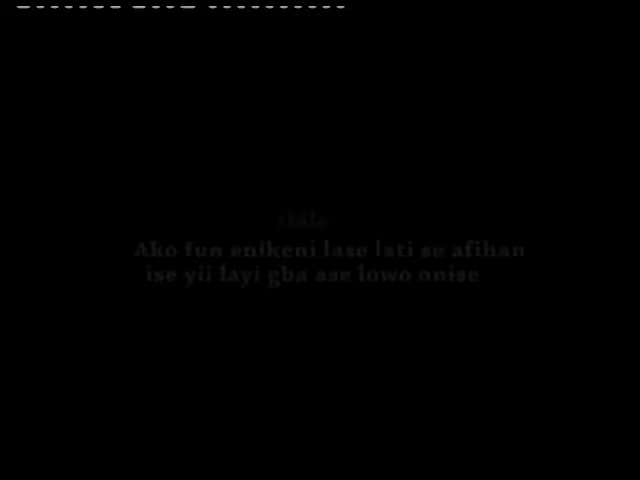 Ako fun enikeni lase lati se afihan
ise yii layi gba ase lowo onise